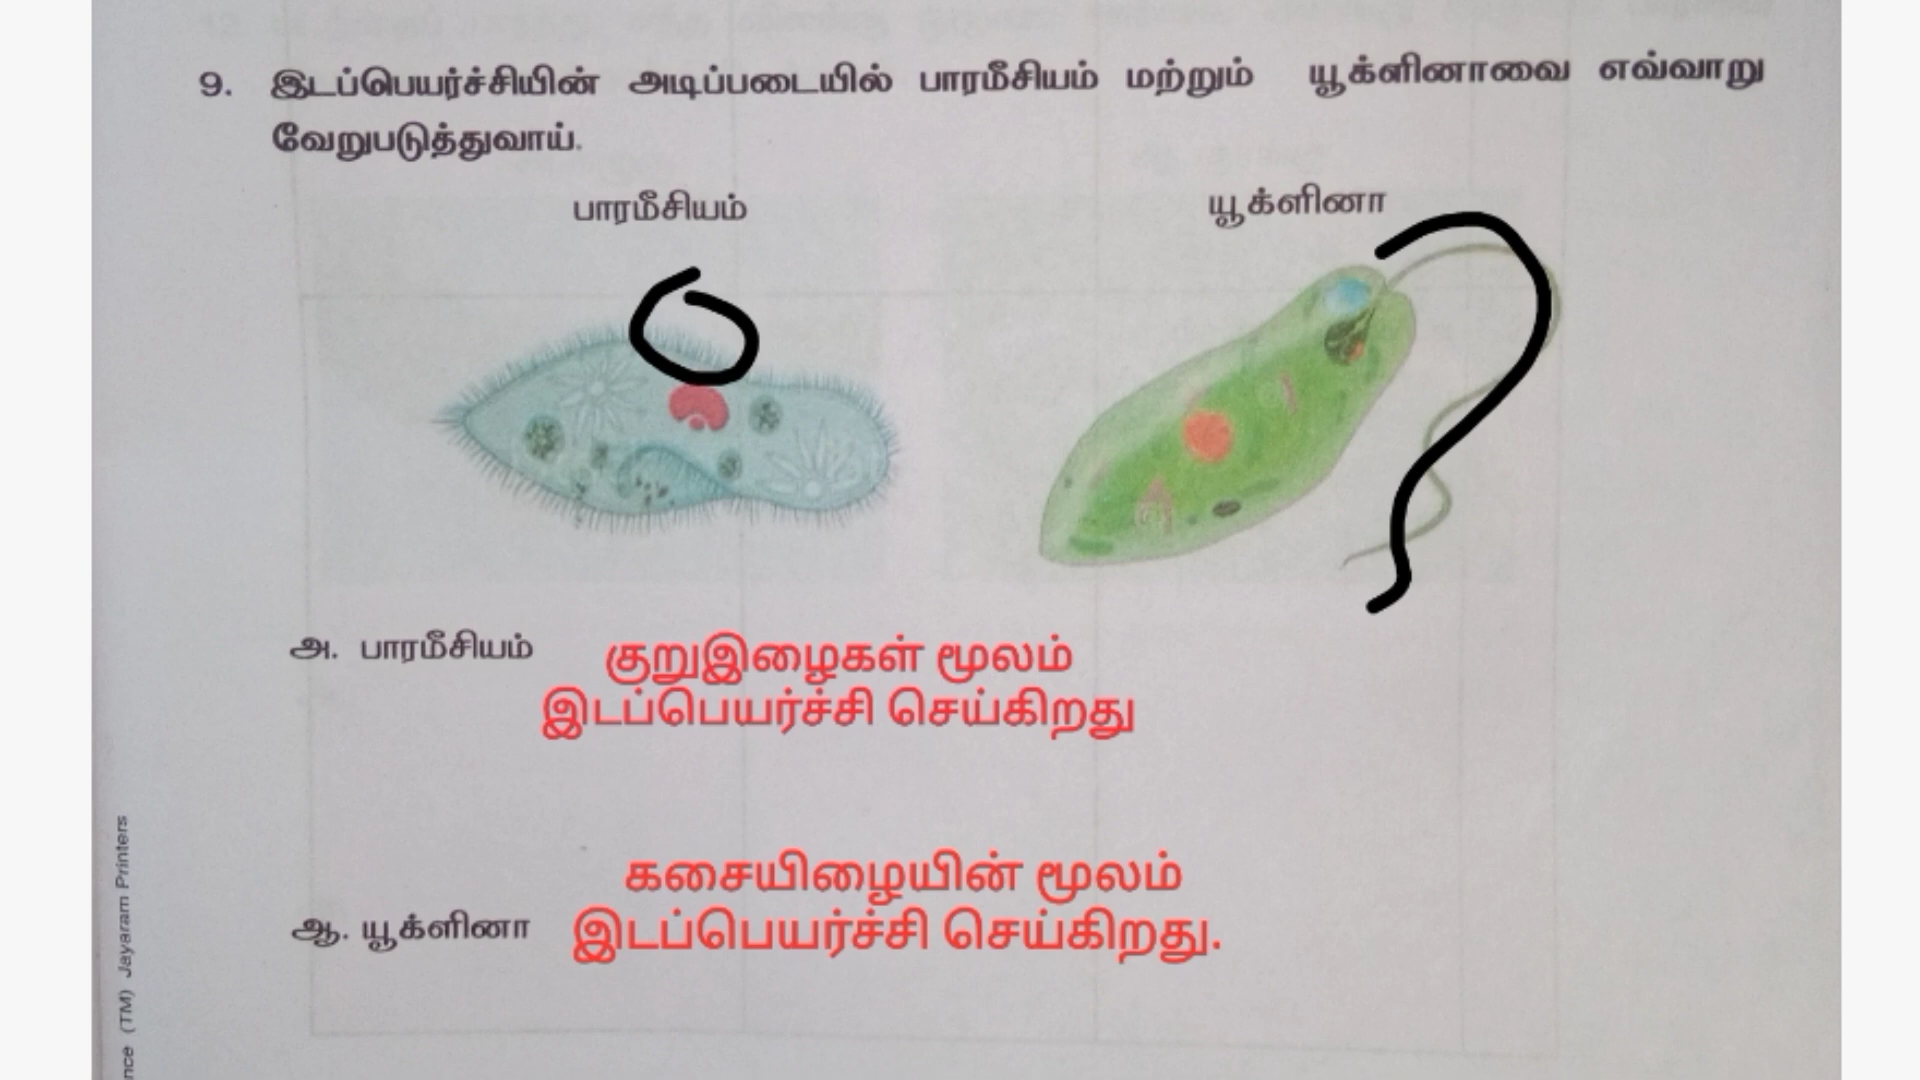 9. இடப்பெயர்ச்சியின் அடிப்படையில் பாரமீசியம் மற்றும் யூக்ளினாவை எவ்வாறு
வேறுபடுத்துவாய்.
பாரமீசியம்
யூக்ளினா
அ. பாரமீசியம்
குறுஇழைகள் மூலம்
இடப்பெயர்ச்சி செய்கிறது
கசையிழையின் மூலம்
ஆ. யூக்ளினா
இடப்பெயர்ச்சி செய்கிறது.
nce (TM) Jayaram Printers